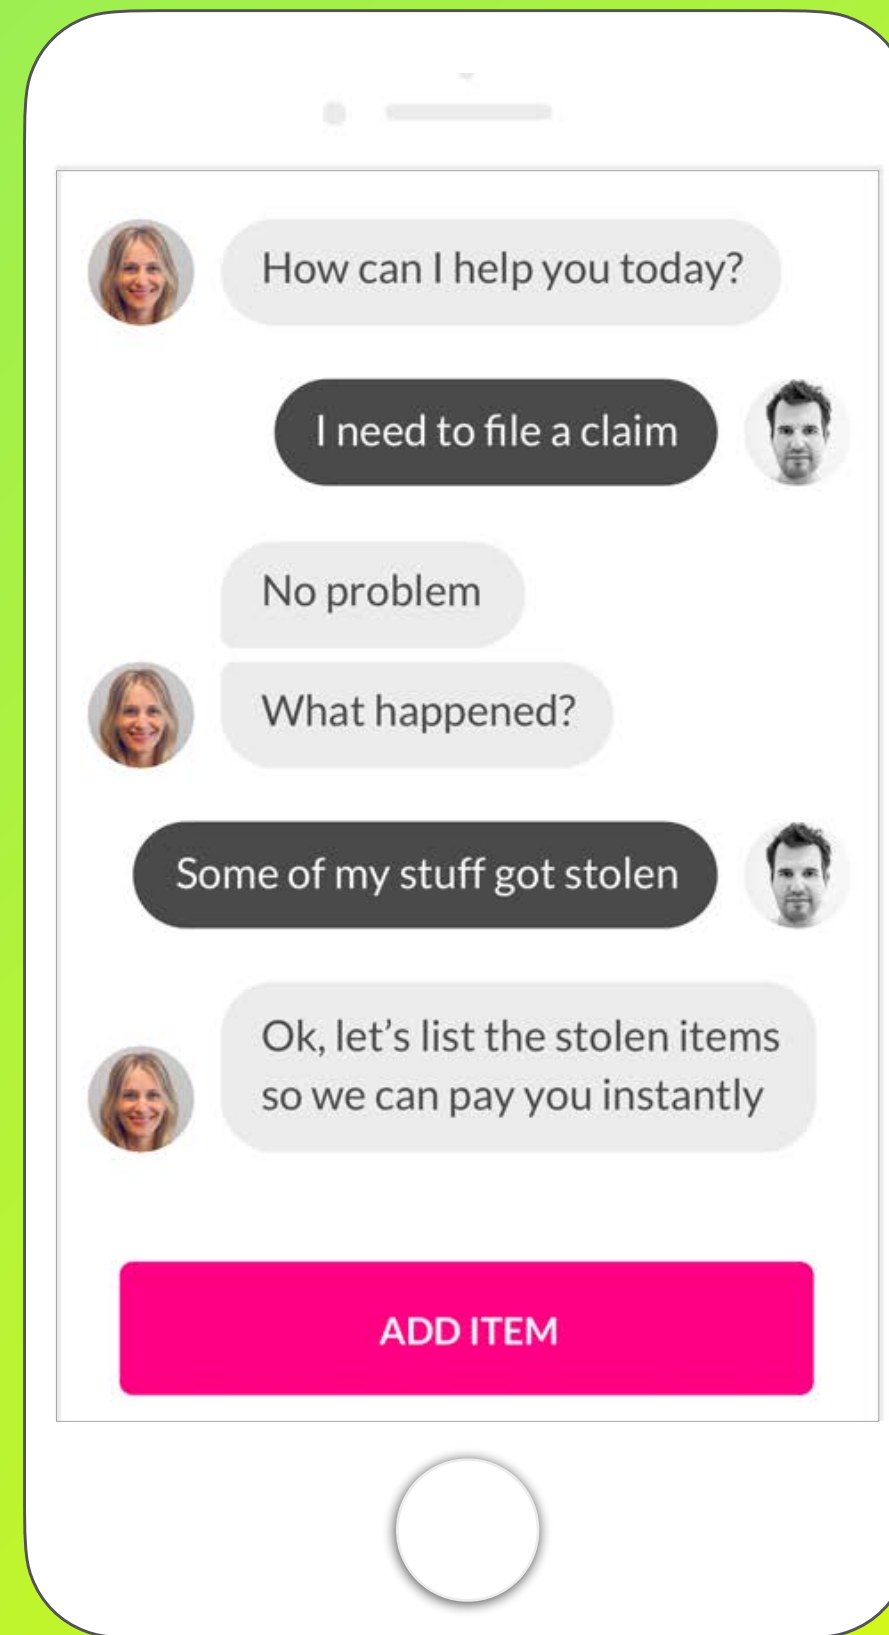 How can I help you today?
I need to file a claim
No problem
What happened?
Some of my stuff got stolen
Ok, let’s list the stolen items
so we can pay you instantly
ADD ITEM